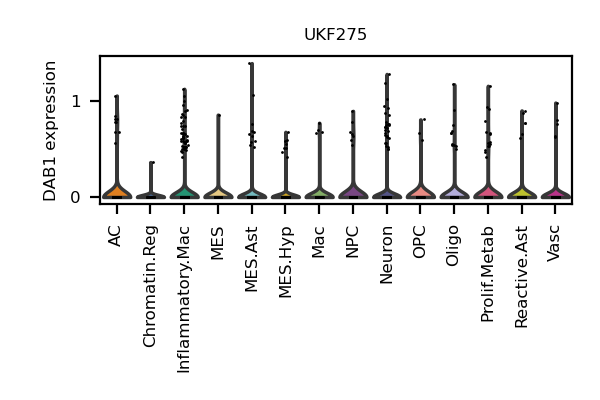 UKF275
DAB1 expression
1
0
AC
Chromatin.Reg
Inflammatory.Mac
MES
MES.Ast
MES.Hyp
Mac
NPC
Neuron
OPC
Oligo
Prolif.Metab
Reactive.Ast
Vasc